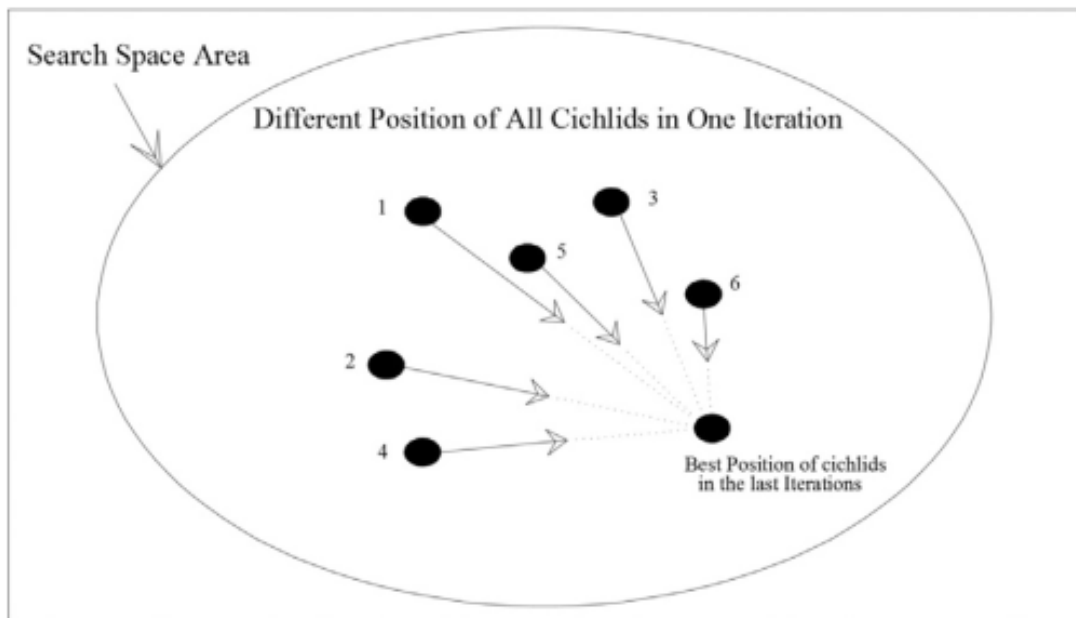 Search Space Area
Different Position of All Cichlids in One Iteration
1
3
5
6
2
4
Best Position of cichlids
in the last Iterations